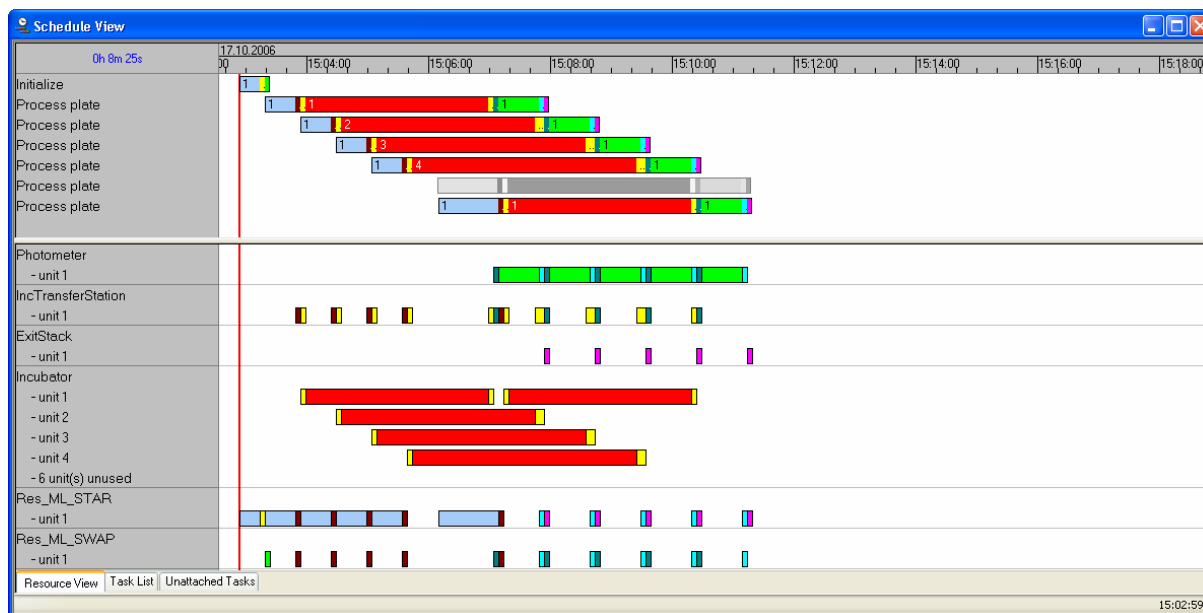 Schedule View
0h 8m 25s
17.10.2006
00 15:04:00 15:06:00 15:08:00 15:10:00 15:12:00 15:14:00 15:16:00 15:18:00
Initialize 1 ..
Process plate 1 1 1
Process plate 1 2 .. 1
Process plate 1 3 1
Process plate 1 4 1
Process plate
Process plate 1 1 1
Photometer
- unit 1
IncTransferStation
- unit 1
ExitStack
- unit 1
Incubator
- unit 1
- unit 2
- unit 3
- unit 4
- 6 unit(s) unused
Res_ML_STAR
- unit 1
Res_ML_SWAP
- unit 1
Resource View Task List Unattached Tasks
15:02:59